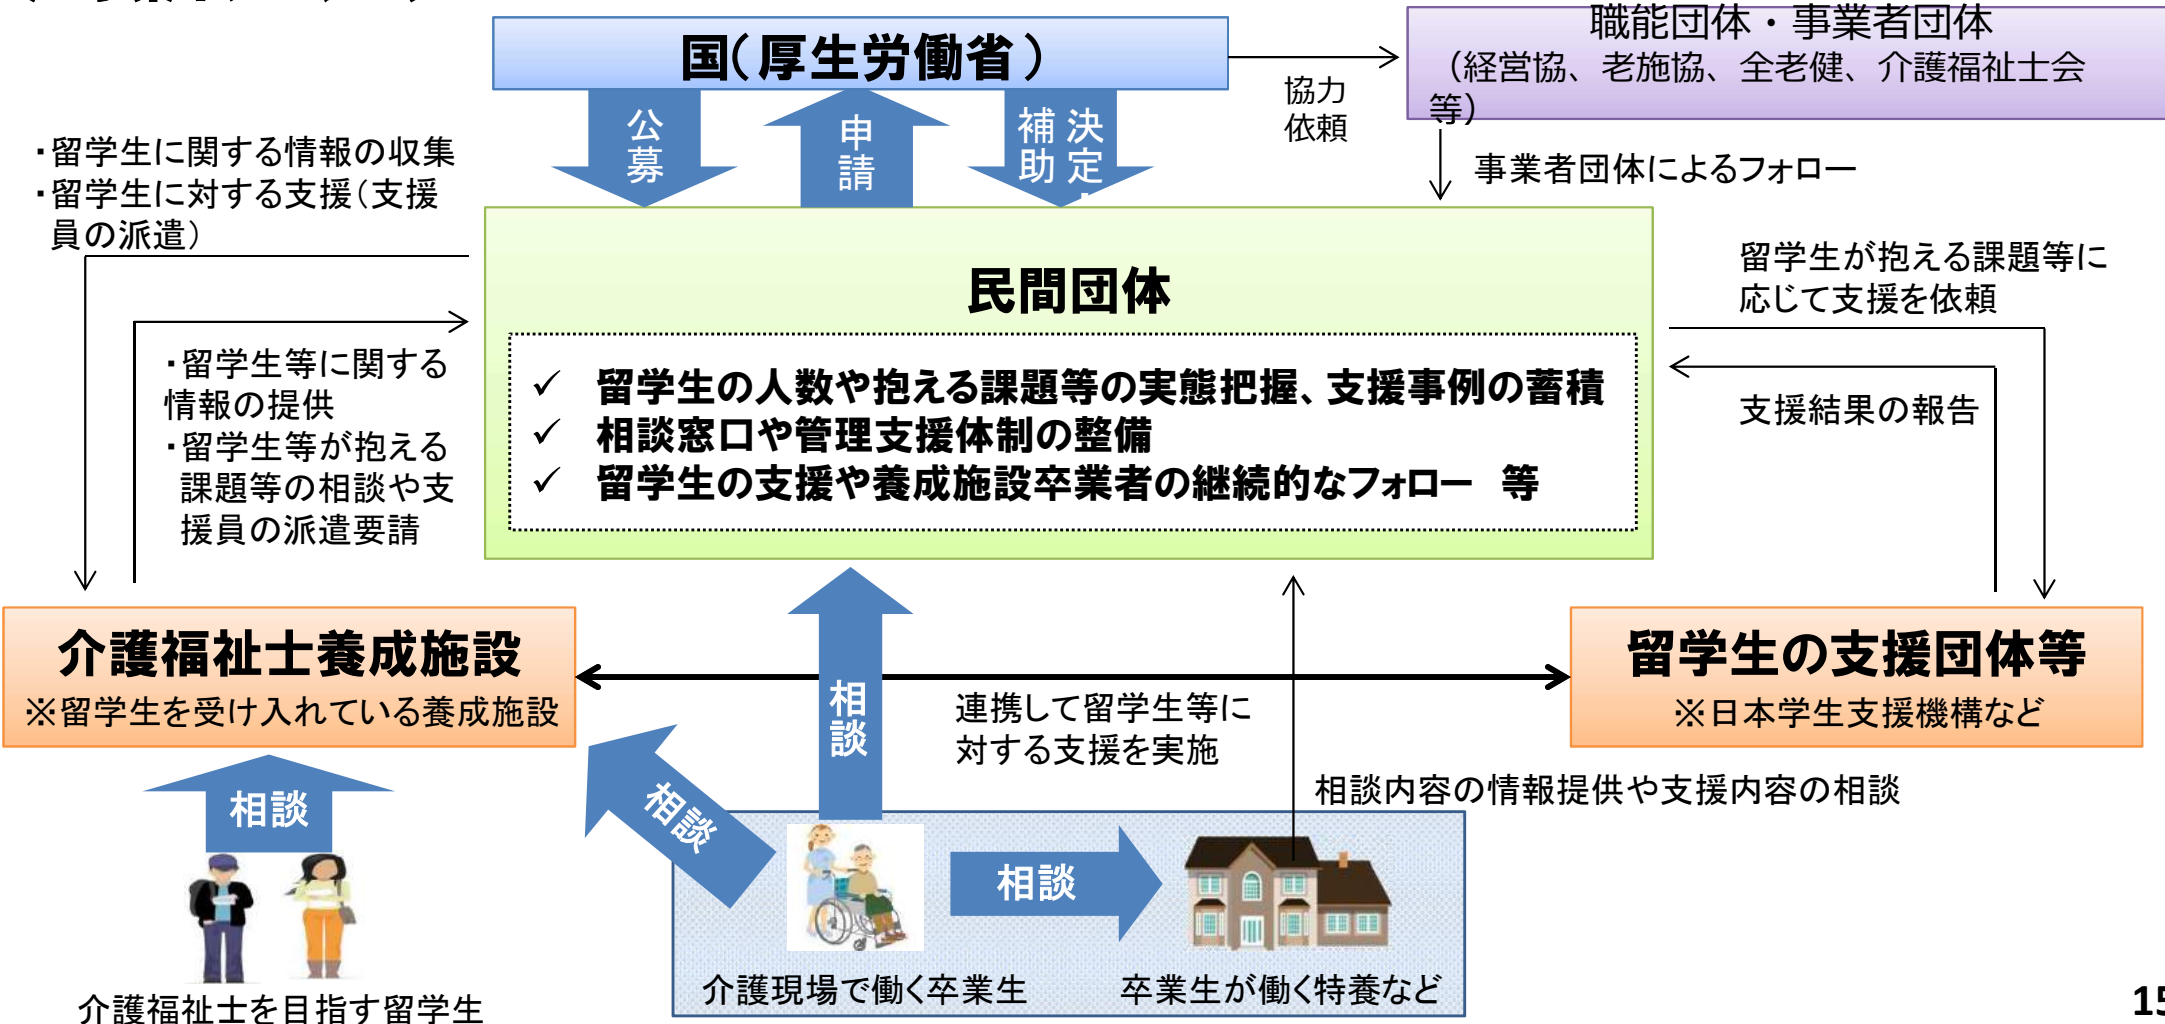 国(厚生労働省)
職能団体・事業者団体
(経営協、老施協、全老健、介護福祉士会
等)
公募
申請
補助
決定
協力
依頼
事業者団体によるフォロー
・留学生に関する情報の収集
・留学生に対する支援(支援
員の派遣)
民間団体
✓ 留学生の人数や抱える課題等の実態把握、支援事例の蓄積
✓ 相談窓口や管理支援体制の整備
✓ 留学生の支援や養成施設卒業者の継続的なフォロー 等
・留学生等に関する
情報の提供
・留学生等が抱える
課題等の相談や支
援員の派遣要請
留学生が抱える課題等に
応じて支援を依頼
支援結果の報告
介護福祉士養成施設
※留学生を受け入れている養成施設
留学生の支援団体等
※日本学生支援機構など
相談
連携して留学生等に
対する支援を実施
相談内容の情報提供や支援内容の相談
相談
相談
相談
介護福祉士を目指す留学生
介護現場で働く卒業生
卒業生が働く特養など
15